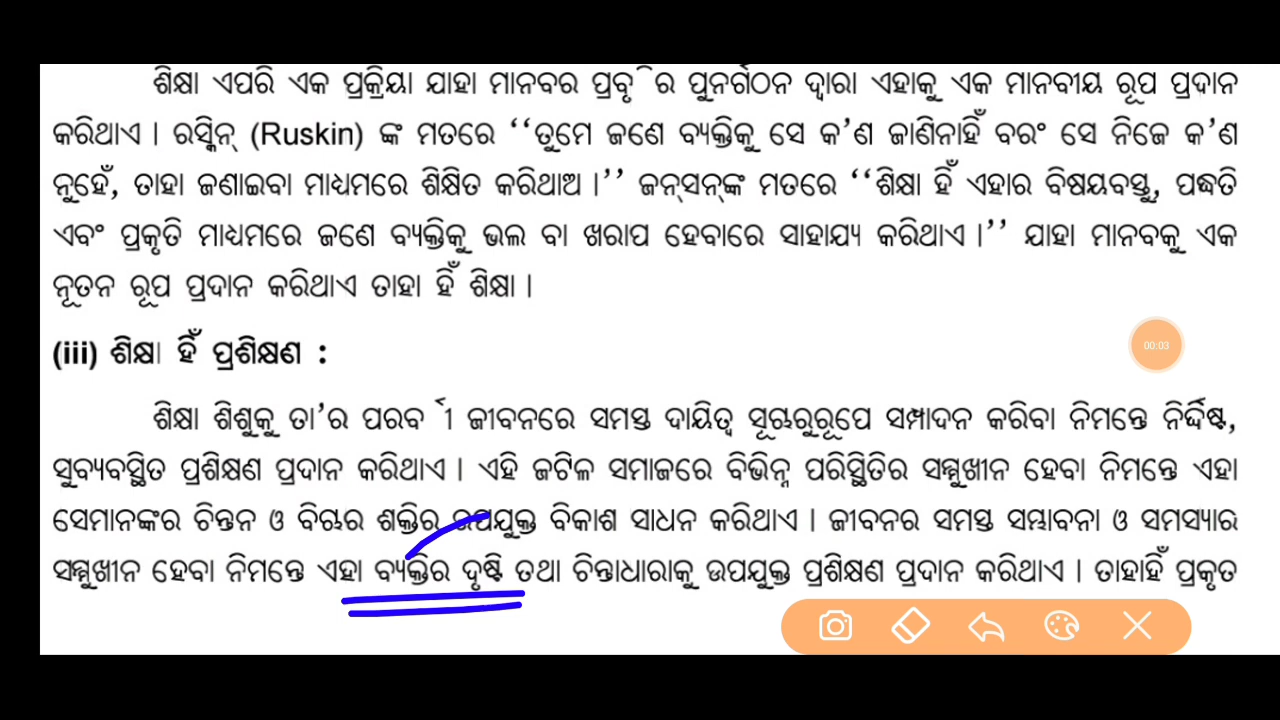 ଶିକ୍ଷା ଏପରି ଏକ ପ୍ରକ୍ରିୟା ଯାହା ମାନବର ପ୍ରବୃିର ପୁନର୍ଗଠନ ଦ୍ୱାରା ଏହାକୁ ଏକ ମାନବୀୟ ରୂପ ପ୍ରଦାନ
କରିଥାଏ । ରସ୍କିନ୍ (Ruskin) ଙ୍କ ମତରେ ‘‘ତୁମେ ଜଣେ ବ୍ୟକ୍ତିକୁ ସେ କ’ଣ ଜାଣିନାହିଁ ବରଂ ସେ ନିଜେ କ’ଣ
ନୁହେଁ, ତାହା ଜଣାଇବା ମାଧ୍ୟମରେ ଶିକ୍ଷିତ କରିଥାଅ ।’’ ଜନ୍‌ସନ୍‌ଙ୍କ ମତରେ ‘‘ଶିକ୍ଷା ହିଁ ଏହାର ବିଷୟବସ୍ତୁ, ପଦ୍ଧତି
ଏବଂ ପ୍ରକୃତି ମାଧ୍ୟମରେ ଜଣେ ବ୍ୟକ୍ତିକୁ ଭଲ ବା ଖରାପ ହେବାରେ ସାହାଯ୍ୟ କରିଥାଏ ।’’ ଯାହା ମାନବକୁ ଏକ
ନୂତନ ରୂପ ପ୍ରଦାନ କରିଥାଏ ତାହା ହିଁ ଶିକ୍ଷା ।
(iii) ଶିକ୍ଷା ହିଁ ପ୍ରଶିକ୍ଷଣ :
00:03
ଶିକ୍ଷା ଶିଶୁକୁ ତା’ର ଜୀବନରେ ସମସ୍ତ ଦାୟିତ୍ୱ ସୂଚାରୁରୂପେ ସମ୍ପାଦନ କରିବା ନିମନ୍ତେ ନିର୍ଦ୍ଦିଷ୍ଟ,
ସୁବ୍ୟବସ୍ଥିତ ପ୍ରଶିକ୍ଷଣ ପ୍ରଦାନ କରିଥାଏ । ଏହି ଜଟିଳ ସମାଜରେ ବିଭିନ୍ନ ପରିସ୍ଥିତିର ସମ୍ମୁଖୀନ ହେବା ନିମନ୍ତେ ଏହା
ସେମାନଙ୍କର ଚିନ୍ତନ ଓ ବିଚାର ଶକ୍ତିର ଉପଯୁକ୍ତ ବିକାଶ ସାଧନ କରିଥାଏ । ଜୀବନର ସମସ୍ତ ସମ୍ଭାବନା ଓ ସମସ୍ୟାର
ସମ୍ମୁଖୀନ ହେବା ନିମନ୍ତେ ଏହା ବ୍ୟକ୍ତିର ଦୃଷ୍ଟି ତଥା ଚିନ୍ତାଧାରାକୁ ଉପଯୁକ୍ତ ପ୍ରଶିକ୍ଷଣ ପ୍ରଦାନ କରିଥାଏ । ତାହାହିଁ ପ୍ରକୃତ